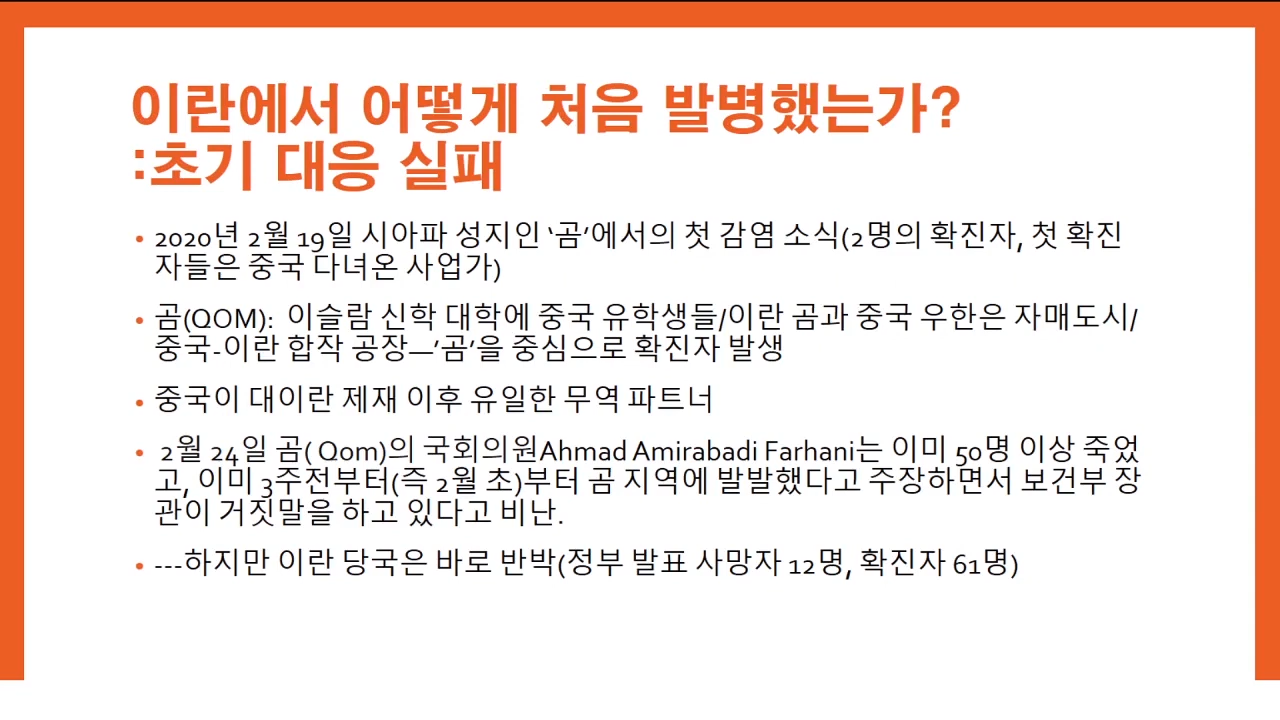 이란에서 어떻게 처음 발병했는가?
:초기 대응 실패
• 2020년 2월 19일 시아파 성지인 ‘곰’에서의 첫 감염 소식(2명의 확진자, 첫 확진
자들은 중국 다녀온 사업가)
• 곰(QOM): 이슬람 신학 대학에 중국 유학생들/이란 곰과 중국 우한은 자매도시/
중국-이란 합작 공장—’곰’을 중심으로 확진자 발생
• 중국이 대이란 제재 이후 유일한 무역 파트너
• 2월 24일 곰( Qom)의 국회의원Ahmad Amirabadi Farhani는 이미 50명 이상 죽었
고, 이미 3주전부터(즉 2월 초)부터 곰 지역에 발발했다고 주장하면서 보건부 장
관이 거짓말을 하고 있다고 비난.
• ---하지만 이란 당국은 바로 반박(정부 발표 사망자 12명, 확진자 61명)